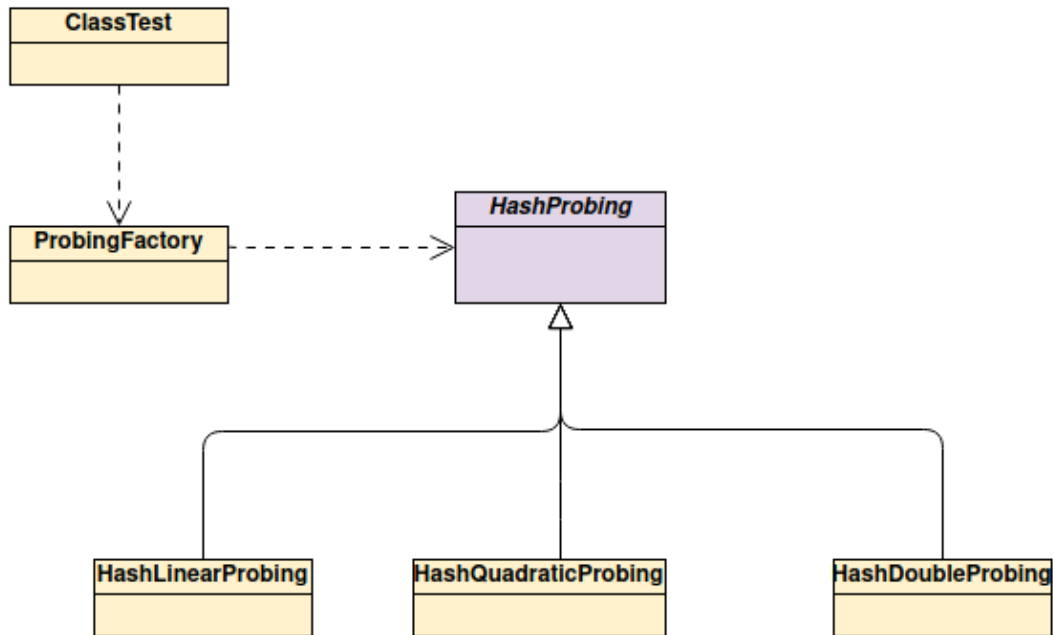 ClassTest
HashProbing
ProbingFactory
HashLinearProbing
HashQuadraticProbing
HashDoubleProbing